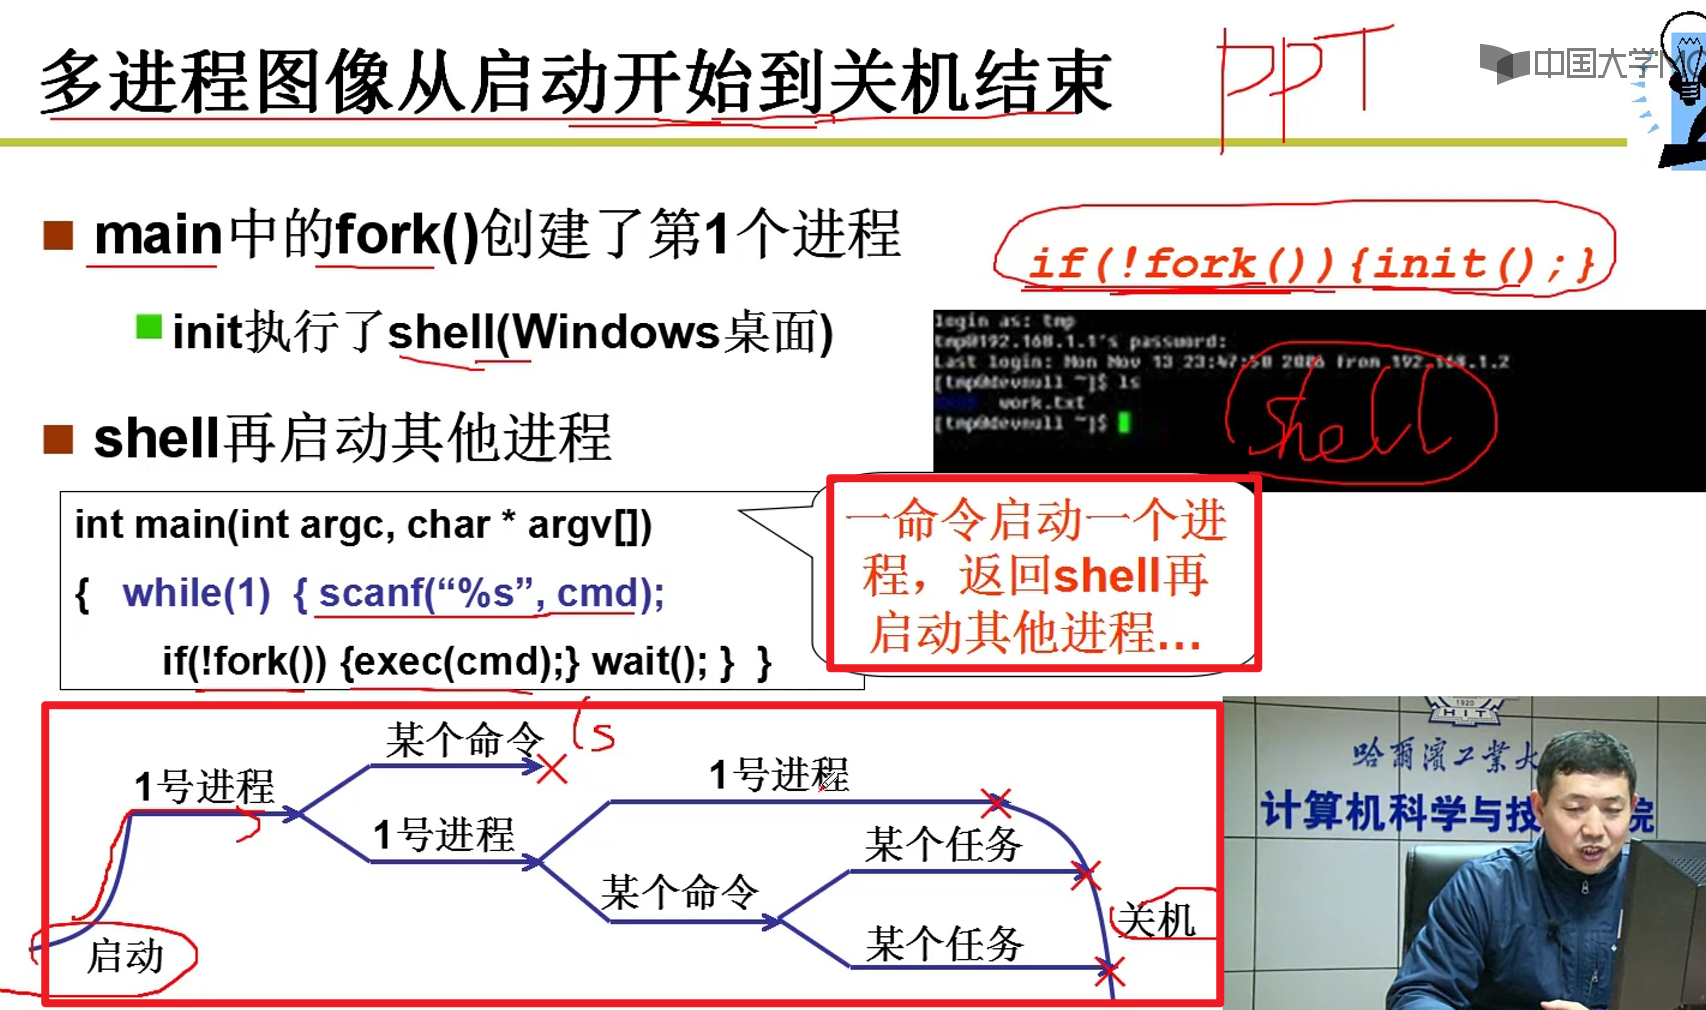 多进程图像从启动开始到关机结束
PPT
中国大学MO
main中的fork()创建了第1个进程
if(!fork()){init();}
init执行了shell(Windows桌面)
login as: tmp
tmp@192.168.1.1's password:
Last login: Mon Nov 13 23:47:50 2006 from 192.168.1.2
[tmp@devnull ~]$ ls
work.txt
[tmp@devnull ~]$
shell
shell再启动其他进程
int main(int argc, char * argv[])
{ while(1) { scanf(“%s”, cmd);
if(!fork()) {exec(cmd);} wait(); } }
一命令启动一个进
程，返回shell再
启动其他进程...
某个命令
ls
1号进程
1号进程
1号进程
某个任务
某个命令
某个任务
启动
关机
1920
HIT
哈爾濱工業大
计算机科学与技
院